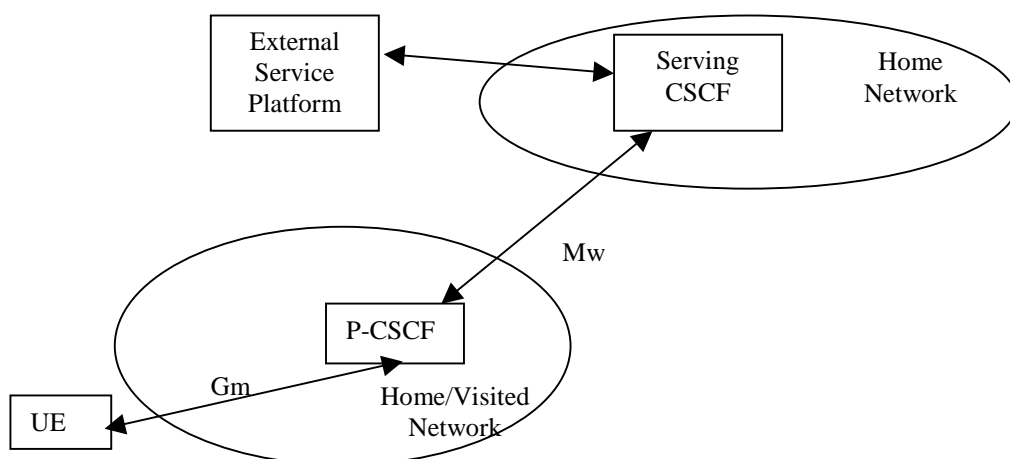 External
Service
Platform
Serving
CSCF
Home
Network
Mw
P-CSCF
Gm
Home/Visited
Network
UE